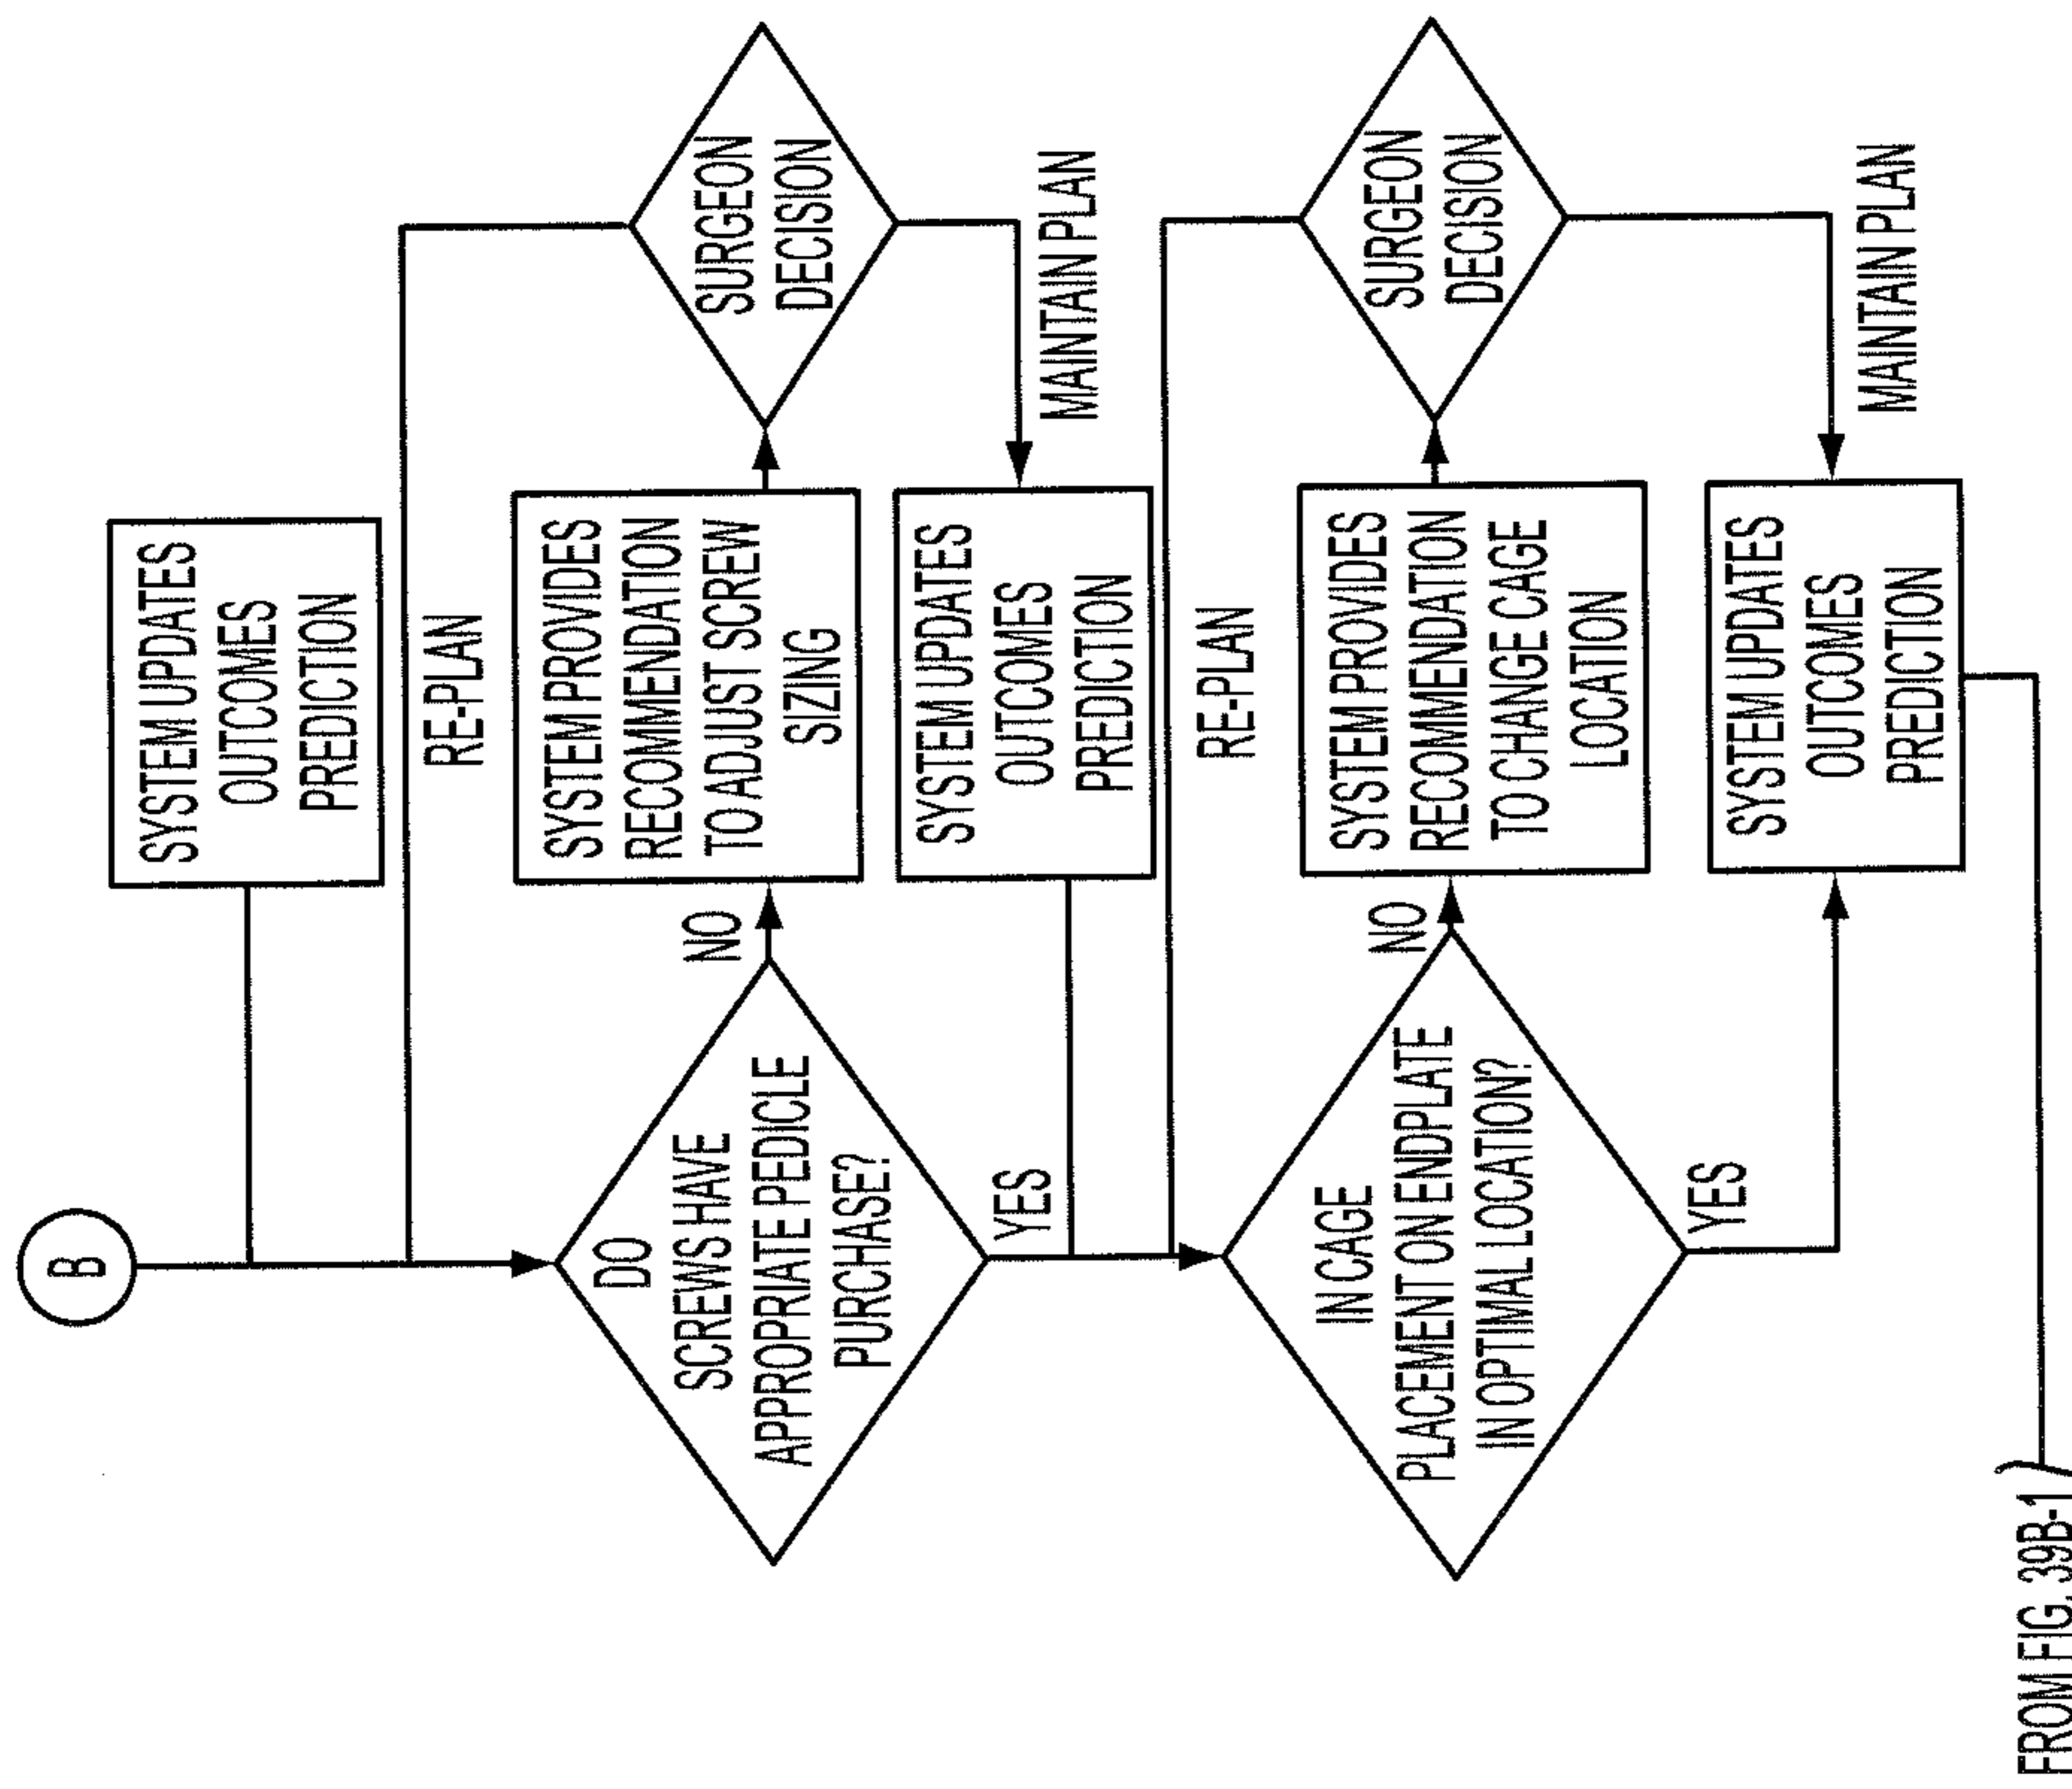 B
SYSTEM UPDATES
OUTCOMES
PREDICTION
RE-PLAN
DO
SCREWS HAVE
APPROPRIATE PEDICLE
PURCHASE?
NO
SYSTEM PROVIDES
RECOMMENDATION
TO ADJUST SCREW
SIZING
SURGEON
DECISION
YES
SYSTEM UPDATES
OUTCOMES
PREDICTION
MAINTAIN PLAN
RE-PLAN
IN CAGE
PLACEMENT ON ENDPLATE
IN OPTIMAL LOCATION?
NO
SYSTEM PROVIDES
RECOMMENDATION
TO CHANGE CAGE
LOCATION
SURGEON
DECISION
YES
SYSTEM UPDATES
OUTCOMES
PREDICTION
MAINTAIN PLAN
FROM FIG. 39B-1